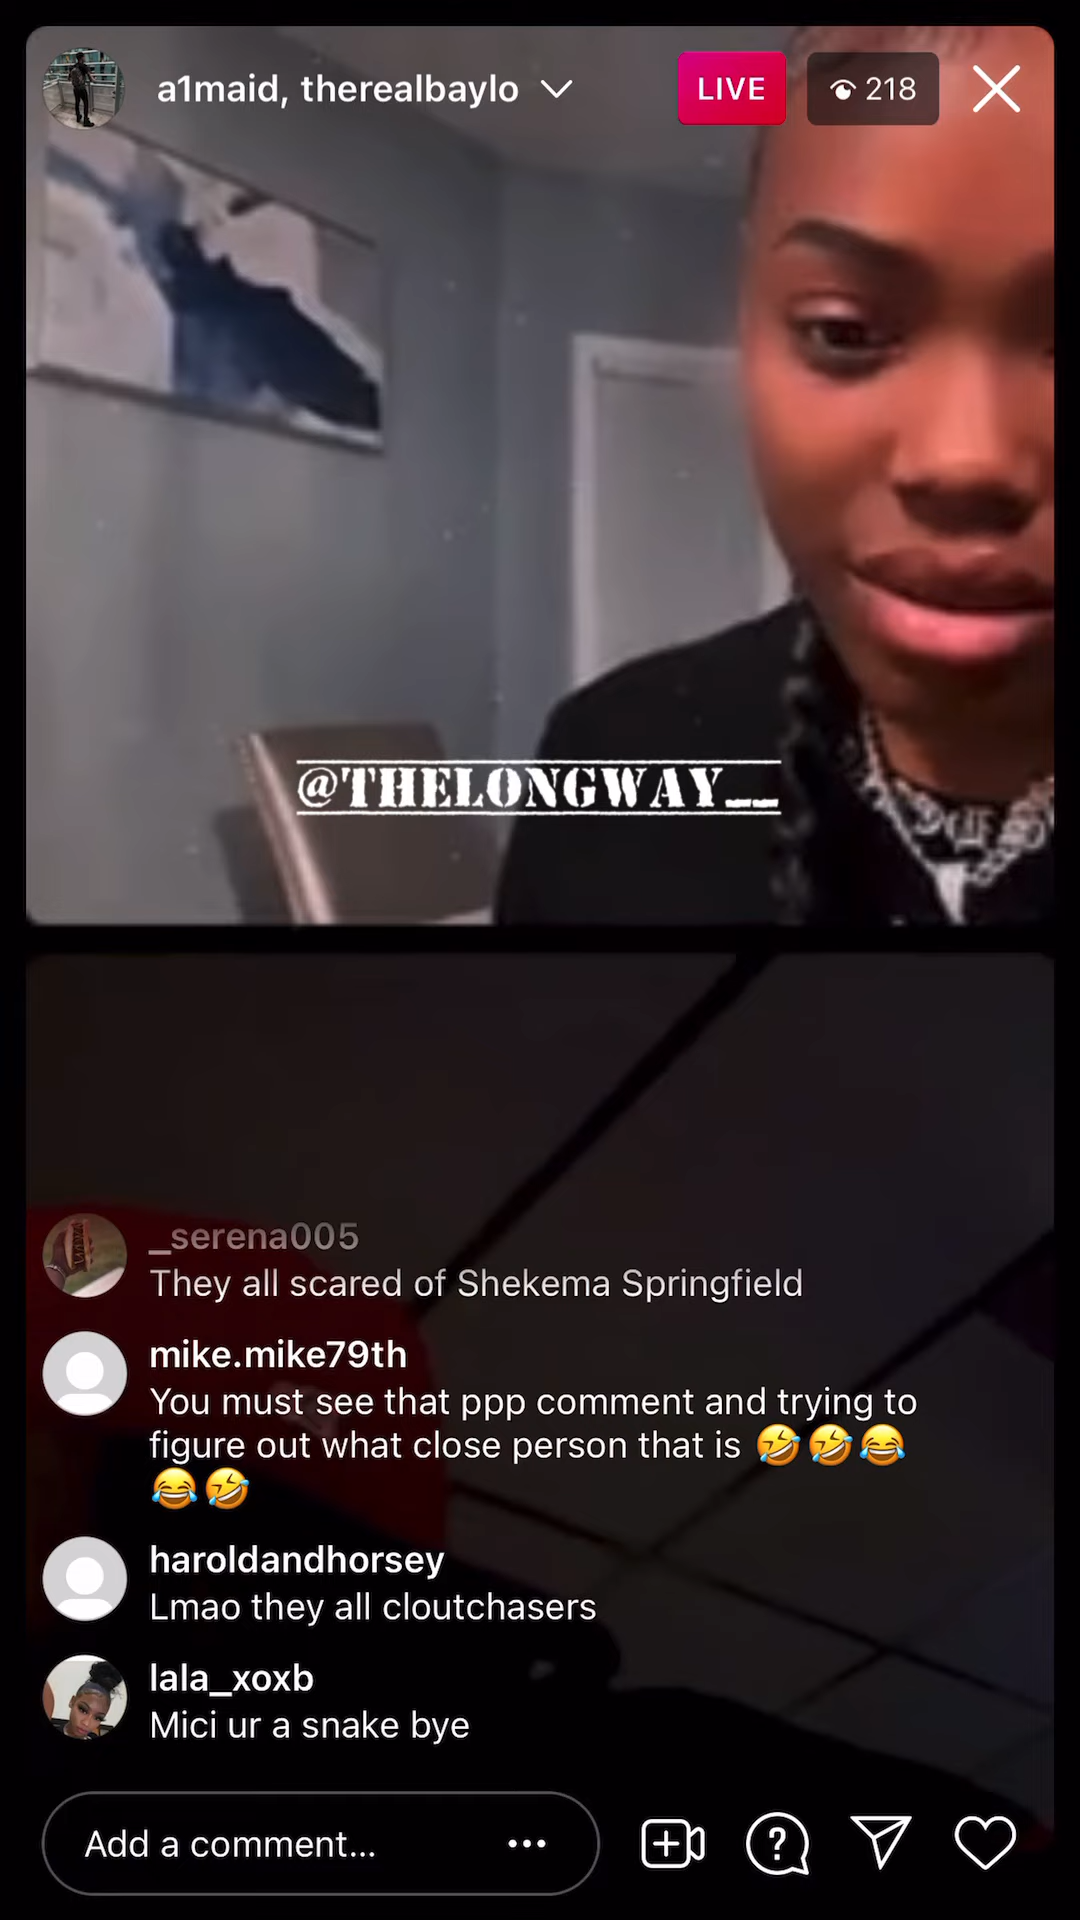 a1maid, therealbaylo
LIVE
218
@THELONGWAY__
_serena005
They all scared of Shekema Springfield
mike.mike79th
You must see that ppp comment and trying to
figure out what close person that is 🤣🤣😂
😂🤣
haroldandhorsey
Lmao they all cloutchasers
lala_xoxb
Mici ur a snake bye
Add a comment...